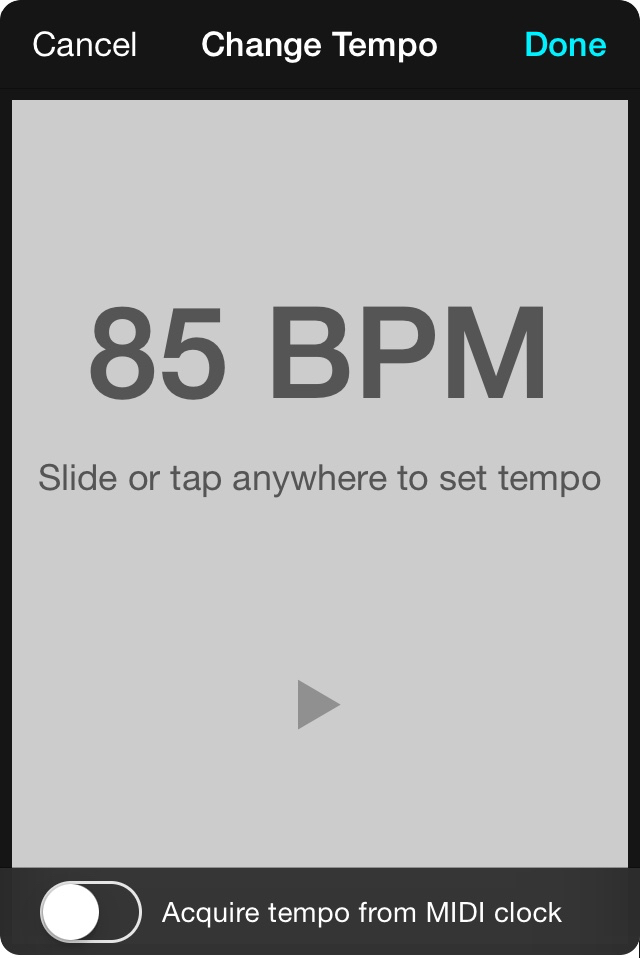 Cancel Change Tempo Done
85 BPM
Slide or tap anywhere to set tempo
Acquire tempo from MIDI clock